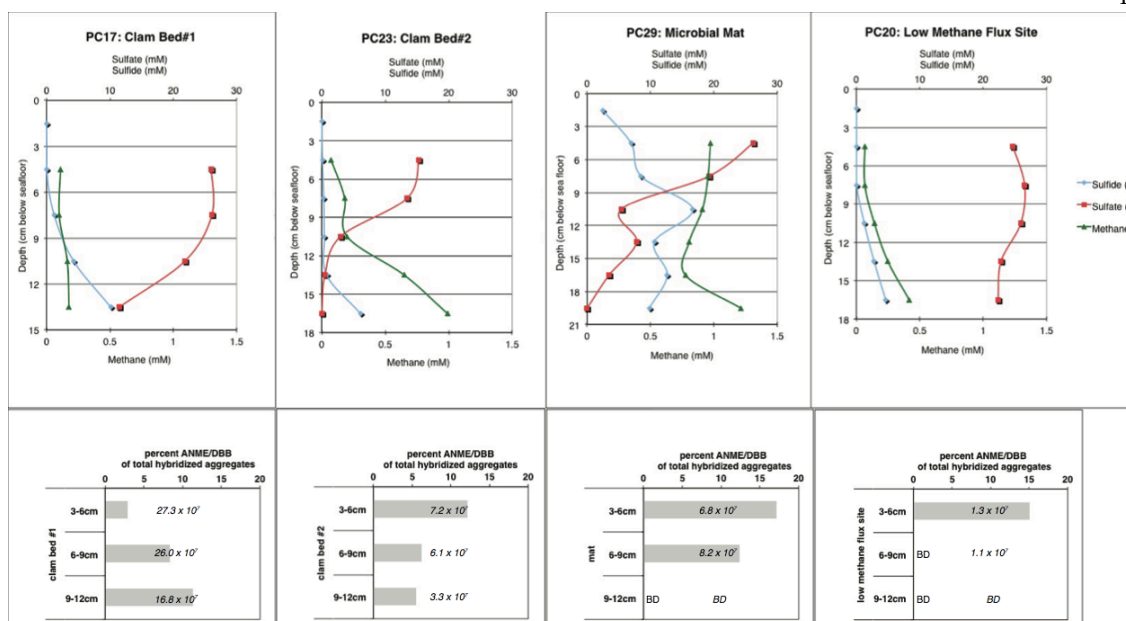 PC17: Clam Bed#1
Sulfate (mM)
Sulfide (mM)
0 10 20 30
0
3
6
9
12
15
Depth (cm below seafloor)
0 0.5 1 1.5
Methane (mM)
PC23: Clam Bed#2
Sulfate (mM)
Sulfide (mM)
0 10 20 30
0
3
6
9
12
15
18
Depth (cm below seafloor)
0 0.5 1 1.5
Methane (mM)
PC29: Microbial Mat
Sulfate (mM)
Sulfide (mM)
0 10 20 30
0
3
6
9
12
15
18
21
Depth (cm below sea floor)
0 0.5 1 1.5
Methane (mM)
PC20: Low Methane Flux Site
Sulfate (mM)
Sulfide (mM)
0 10 20 30
0
3
6
9
12
15
18
Depth (cm below seafloor)
0 0.5 1 1.5
Methane (mM)
Sulfide (
Sulfate (
Methane
percent ANME/DBB
of total hybridized aggregates
0 5 10 15 20
clam bed #1
3-6cm 27.3 x 10⁷
6-9cm 26.0 x 10⁷
9-12cm 16.8 x 10⁷
percent ANME/DBB
of total hybridized aggregates
0 5 10 15 20
clam bed #2
3-6cm 7.2 x 10⁷
6-9cm 6.1 x 10⁷
9-12cm 3.3 x 10⁷
percent ANME/DBB
of total hybridized aggregates
0 5 10 15 20
mat
3-6cm 6.8 x 10⁷
6-9cm 8.2 x 10⁷
9-12cm BD BD
percent ANME/DBB
of total hybridized aggregates
0 5 10 15 20
low methane flux site
3-6cm 1.3 x 10⁷
6-9cm BD 1.1 x 10⁷
9-12cm BD BD